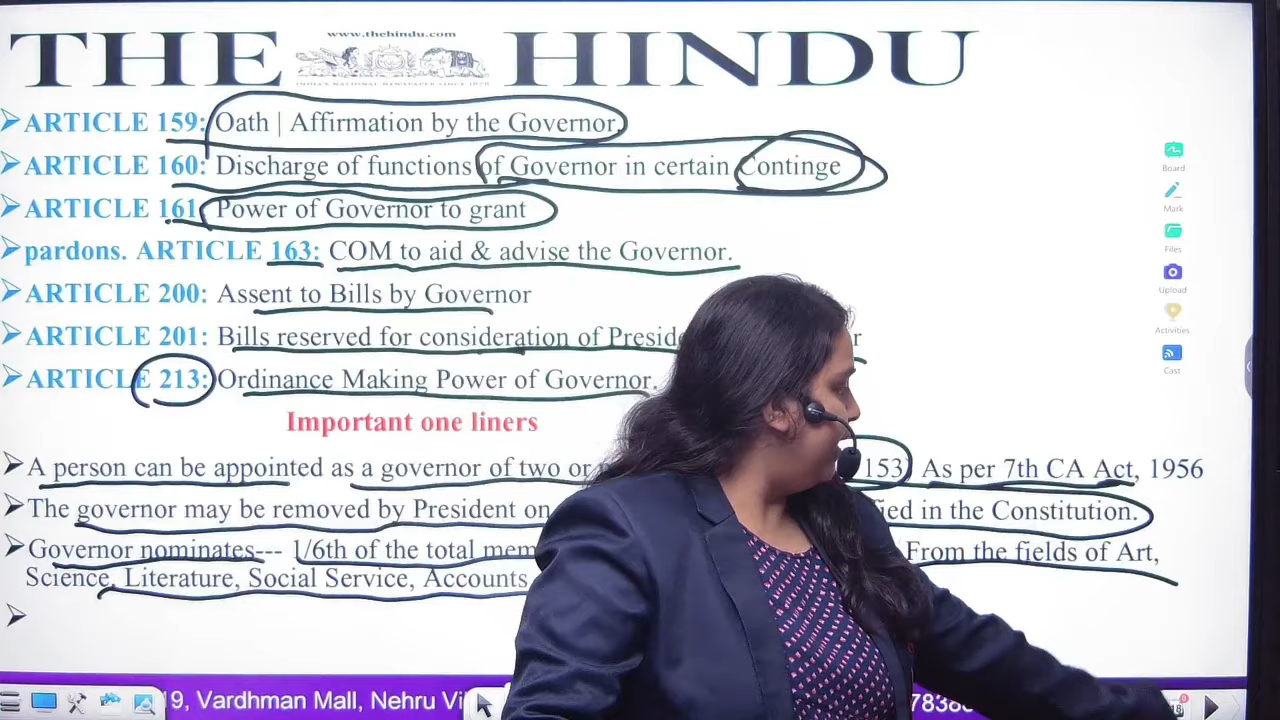 www.thehindu.com
THE HINDU
INDIA'S NATIONAL NEWSPAPER SINCE 1878
ARTICLE 159: Oath | Affirmation by the Governor.
ARTICLE 160: Discharge of functions of Governor in certain Continge
ARTICLE 161 Power of Governor to grant
pardons. ARTICLE 163: COM to aid & advise the Governor.
ARTICLE 200: Assent to Bills by Governor
ARTICLE 201: Bills reserved for consideration of
ARTICLE 213: Ordinance Making Power of Governor.
Important one liners
A person can be appointed as a governor of two or 153 As per 7th CA Act, 1956
The governor may be removed by President on in the Constitution.
Governor nominates--- 1/6th of the total From the fields of Art,
Science, Literature, Social Service, Accounts
19, Vardhman Mall, Nehru
Board
Mark
Files
Upload
Activities
Cast